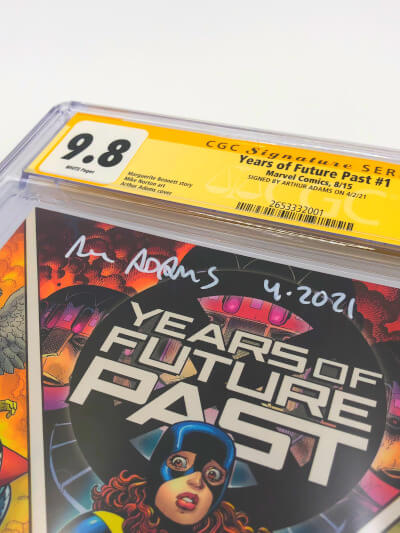 CGC Signature SER
9.8
WHITE Pages
Marguerite Bennett story
Mike Norton art
Arthur Adams cover
Years of Future Past #1
Marvel Comics, 8/15
SIGNED BY ARTHUR ADAMS ON 4/2/21
2653332001
ADAMS 4.2021
YEARS OF
FUTURE
PAST